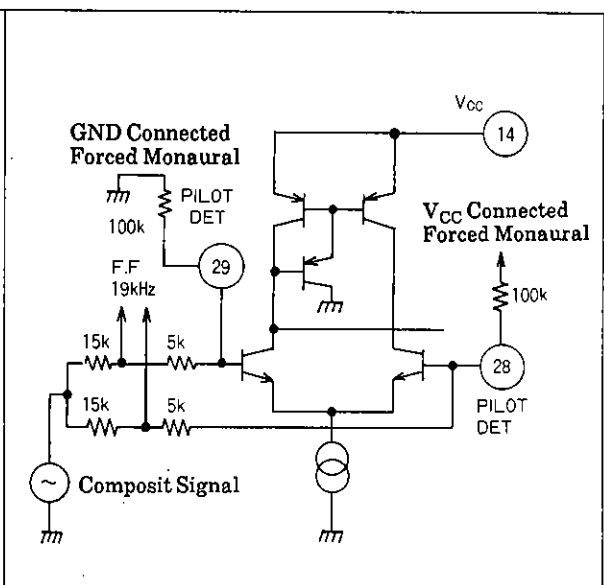 VCC
14
GND Connected
Forced Monaural
PILOT
DET
100k
29
VCC Connected
Forced Monaural
100k
F.F
19kHz
15k
5k
28
PILOT
DET
15k
5k
Composit Signal